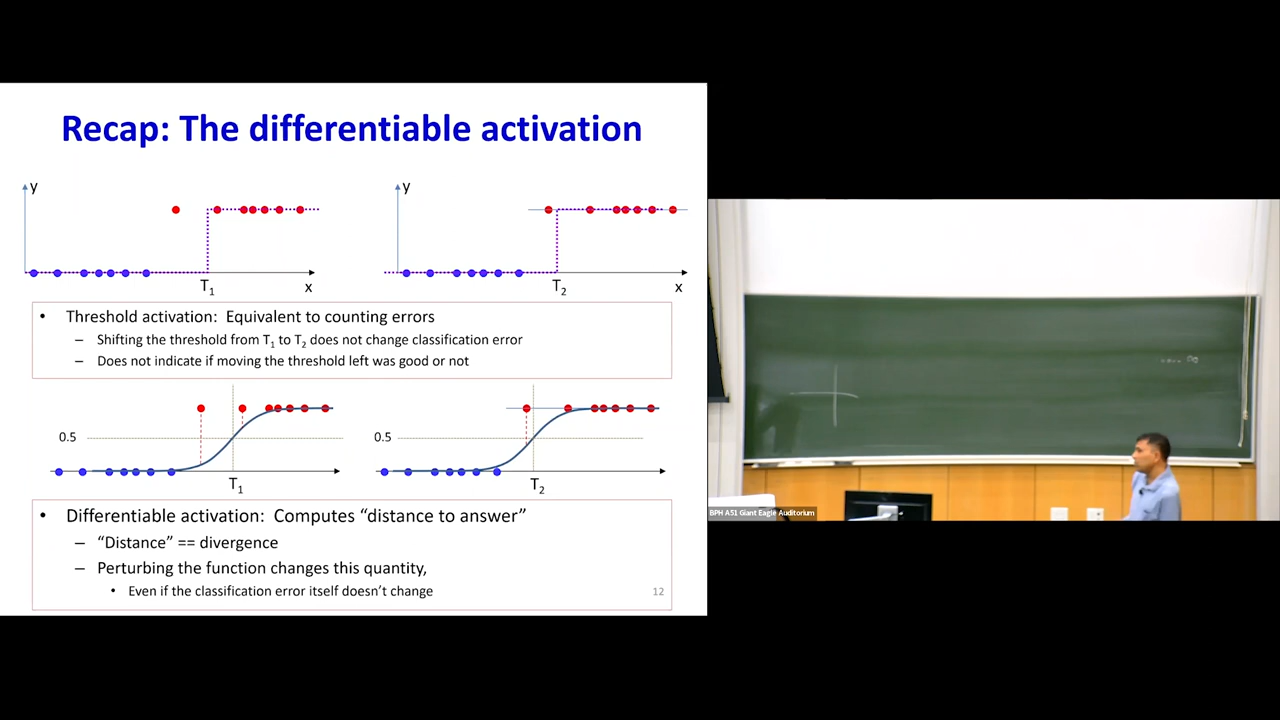 Recap: The differentiable activation
y
y
T1
x
T2
x
• Threshold activation: Equivalent to counting errors
– Shifting the threshold from T1 to T2 does not change classification error
– Does not indicate if moving the threshold left was good or not
0.5
0.5
T1
T2
• Differentiable activation: Computes “distance to answer”
– “Distance” == divergence
– Perturbing the function changes this quantity,
• Even if the classification error itself doesn’t change
12
BPH A51 Giant Eagle Auditorium